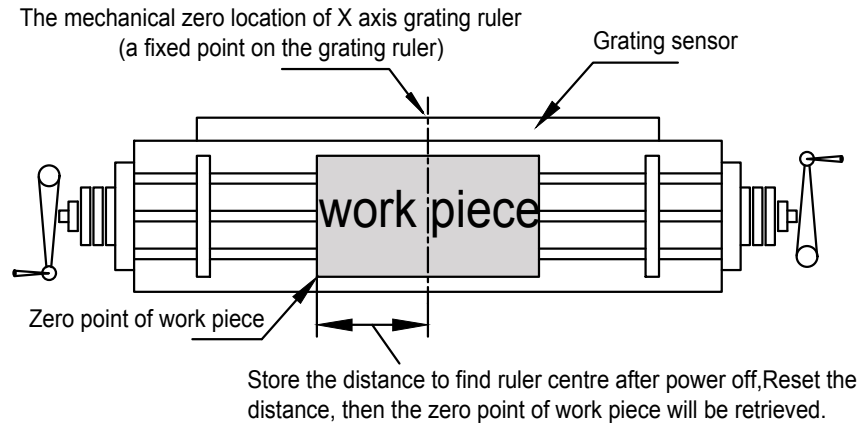 The mechanical zero location of X axis grating ruler
(a fixed point on the grating ruler)
Grating sensor
work piece
Zero point of work piece
Store the distance to find ruler centre after power off,Reset the
distance, then the zero point of work piece will be retrieved.